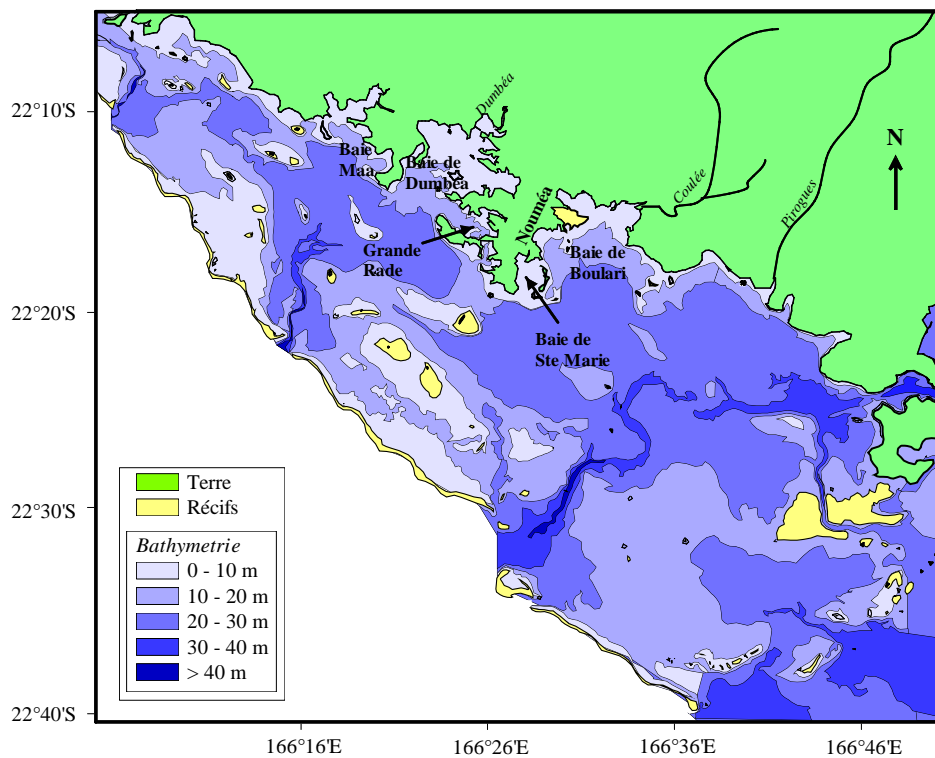 22°10'S
22°20'S
22°30'S
22°40'S
166°16'E
166°26'E
166°36'E
166°46'E
N
Dumbéa
Coulée
Pirogues
Nouméa
Baie
Maa
Baie de
Dumbéa
Grande
Rade
Baie de
Boulari
Baie de
Ste Marie
Terre
Récifs
Bathymetrie
0 - 10 m
10 - 20 m
20 - 30 m
30 - 40 m
> 40 m